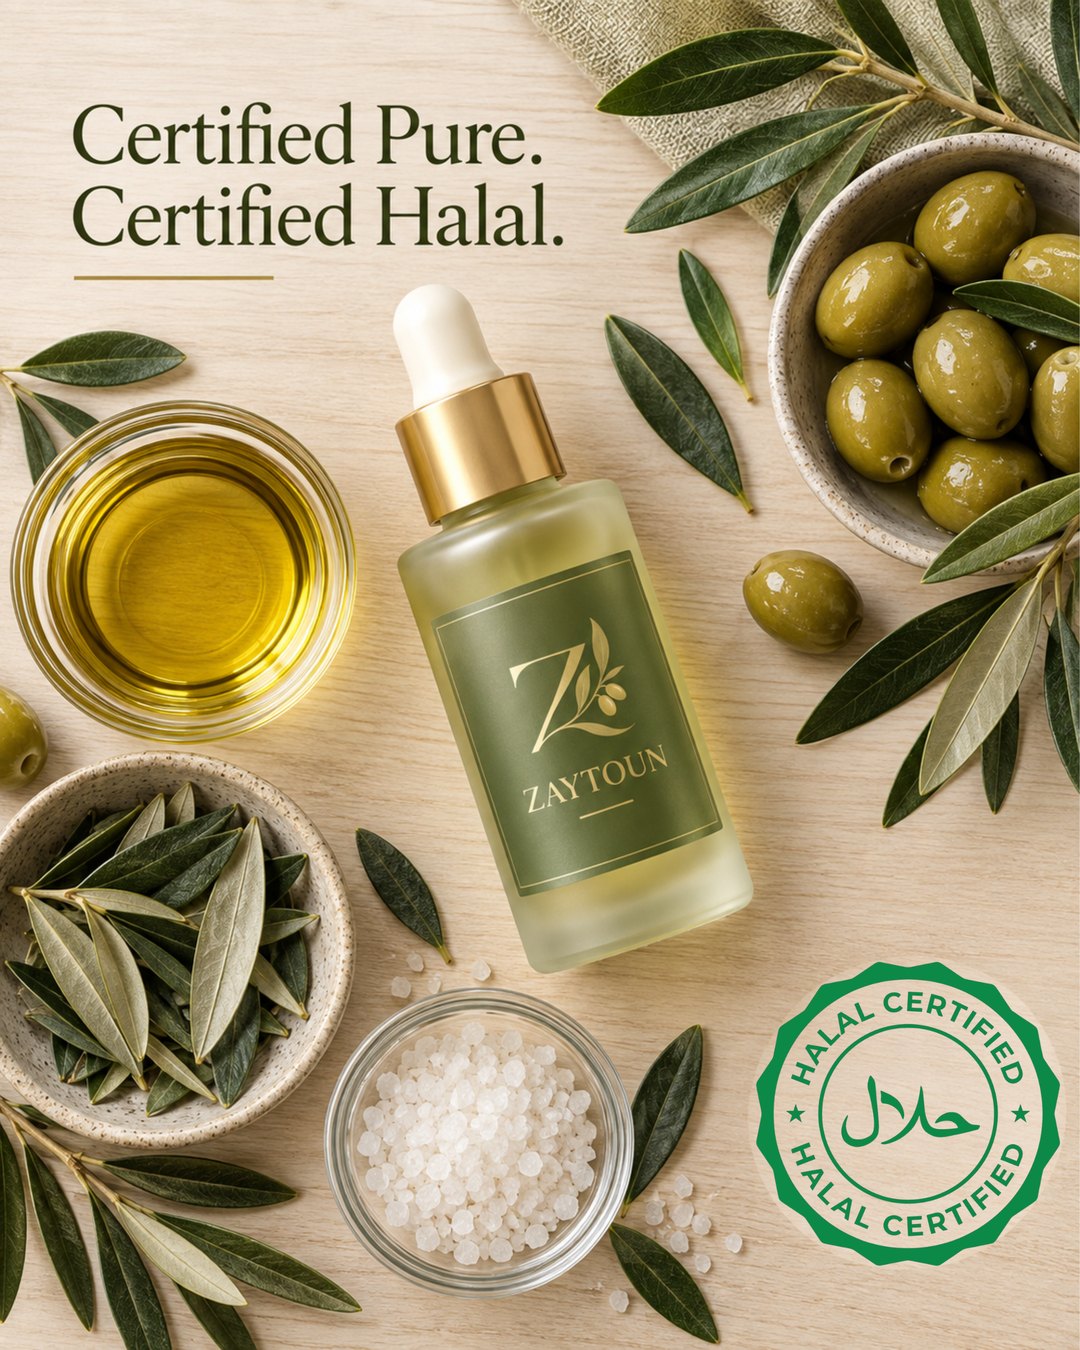 Certified Pure.
Certified Halal.
Z
ZAYTOUN
HALAL CERTIFIED
حلال
HALAL CERTIFIED